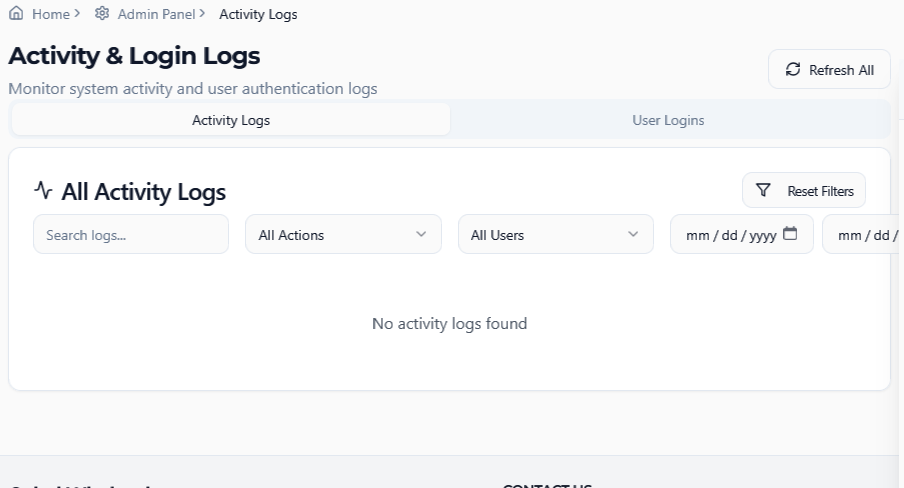 Home > Admin Panel > Activity Logs
Activity & Login Logs
Refresh All
Monitor system activity and user authentication logs
Activity Logs
User Logins
All Activity Logs
Reset Filters
Search logs...
All Actions
All Users
mm / dd / yyyy
mm / dd /
No activity logs found
CONTACT US